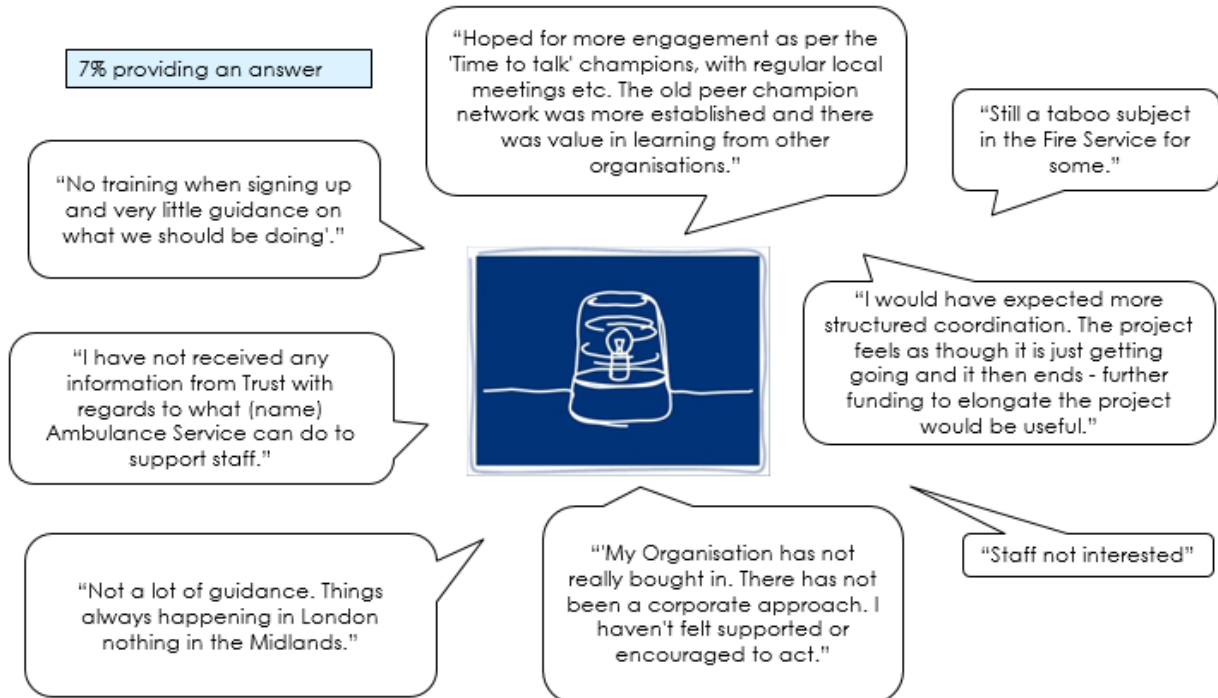 7% providing an answer
“Hoped for more engagement as per the
'Time to talk' champions, with regular local
meetings etc. The old peer champion
network was more established and there
was value in learning from other
organisations.”
“Still a taboo subject
in the Fire Service for
some.”
“No training when signing up
and very little guidance on
what we should be doing'.”
“I would have expected more
structured coordination. The project
feels as though it is just getting
going and it then ends - further
funding to elongate the project
would be useful.”
“I have not received any
information from Trust with
regards to what (name)
Ambulance Service can do to
support staff.”
“Not a lot of guidance. Things
always happening in London
nothing in the Midlands.”
“'My Organisation has not
really bought in. There has not
been a corporate approach. I
haven't felt supported or
encouraged to act.”
“Staff not interested”